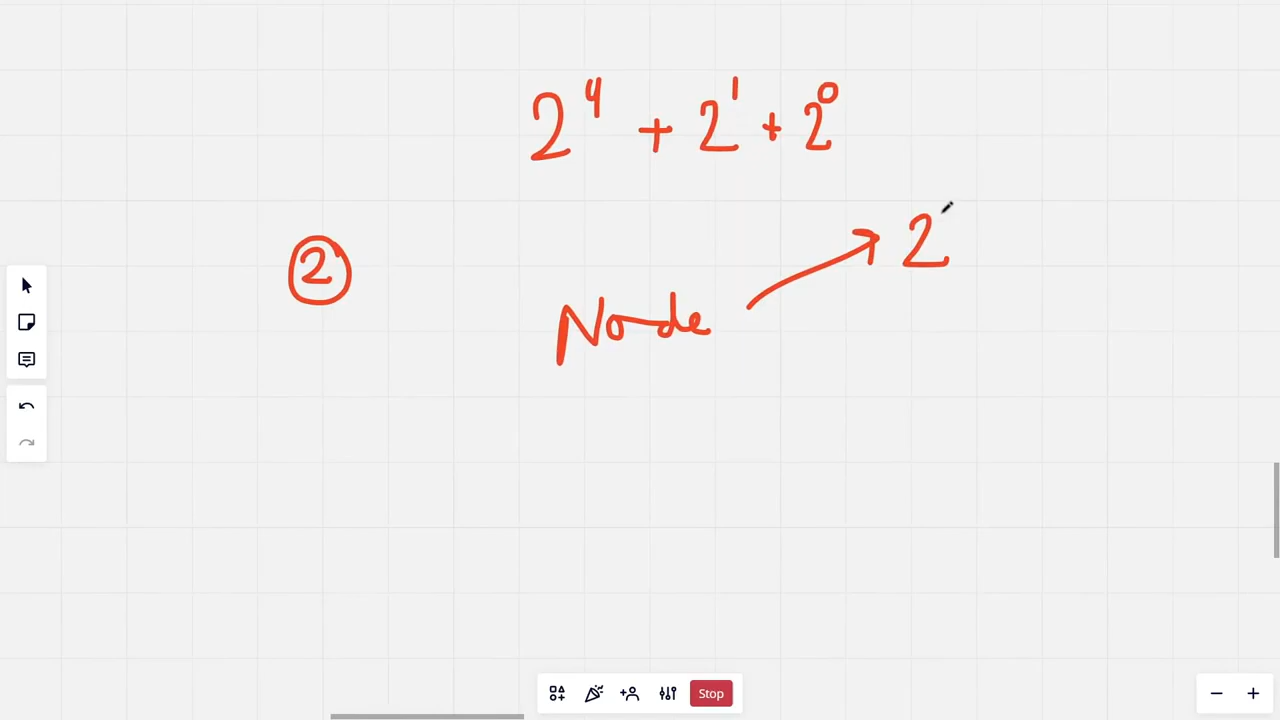 2⁴ + 2¹ + 2⁰
2
2
Node
Stop